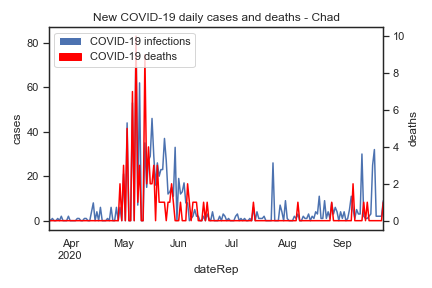 New COVID-19 daily cases and deaths - Chad
COVID-19 infections
COVID-19 deaths
80
60
40
20
0
cases
10
8
6
4
2
0
deaths
Apr
2020
May
Jun
Jul
Aug
Sep
dateRep